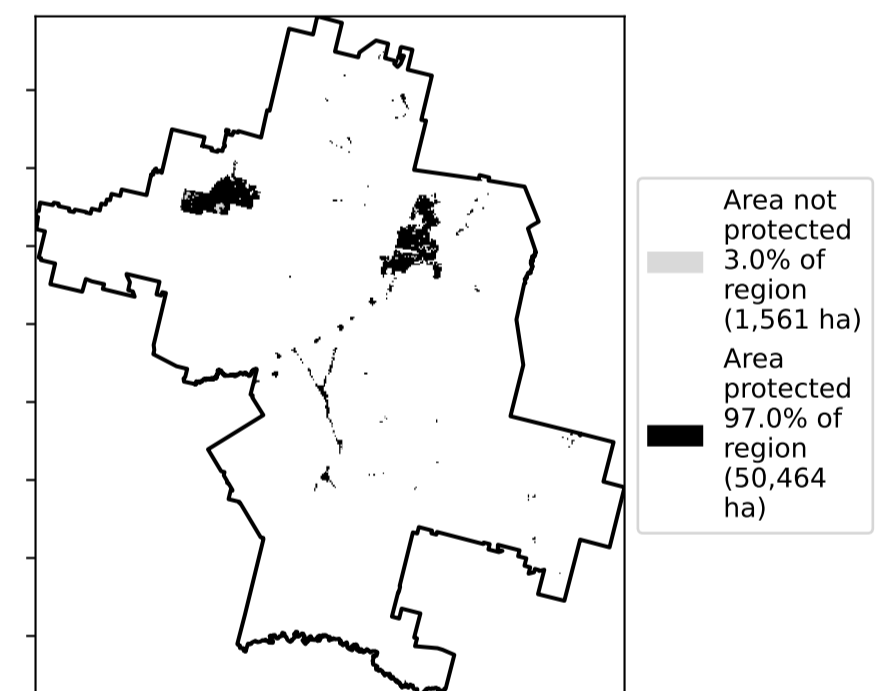 Area not
protected
3.0% of
region
(1,561 ha)
Area
protected
97.0% of
region
(50,464
ha)